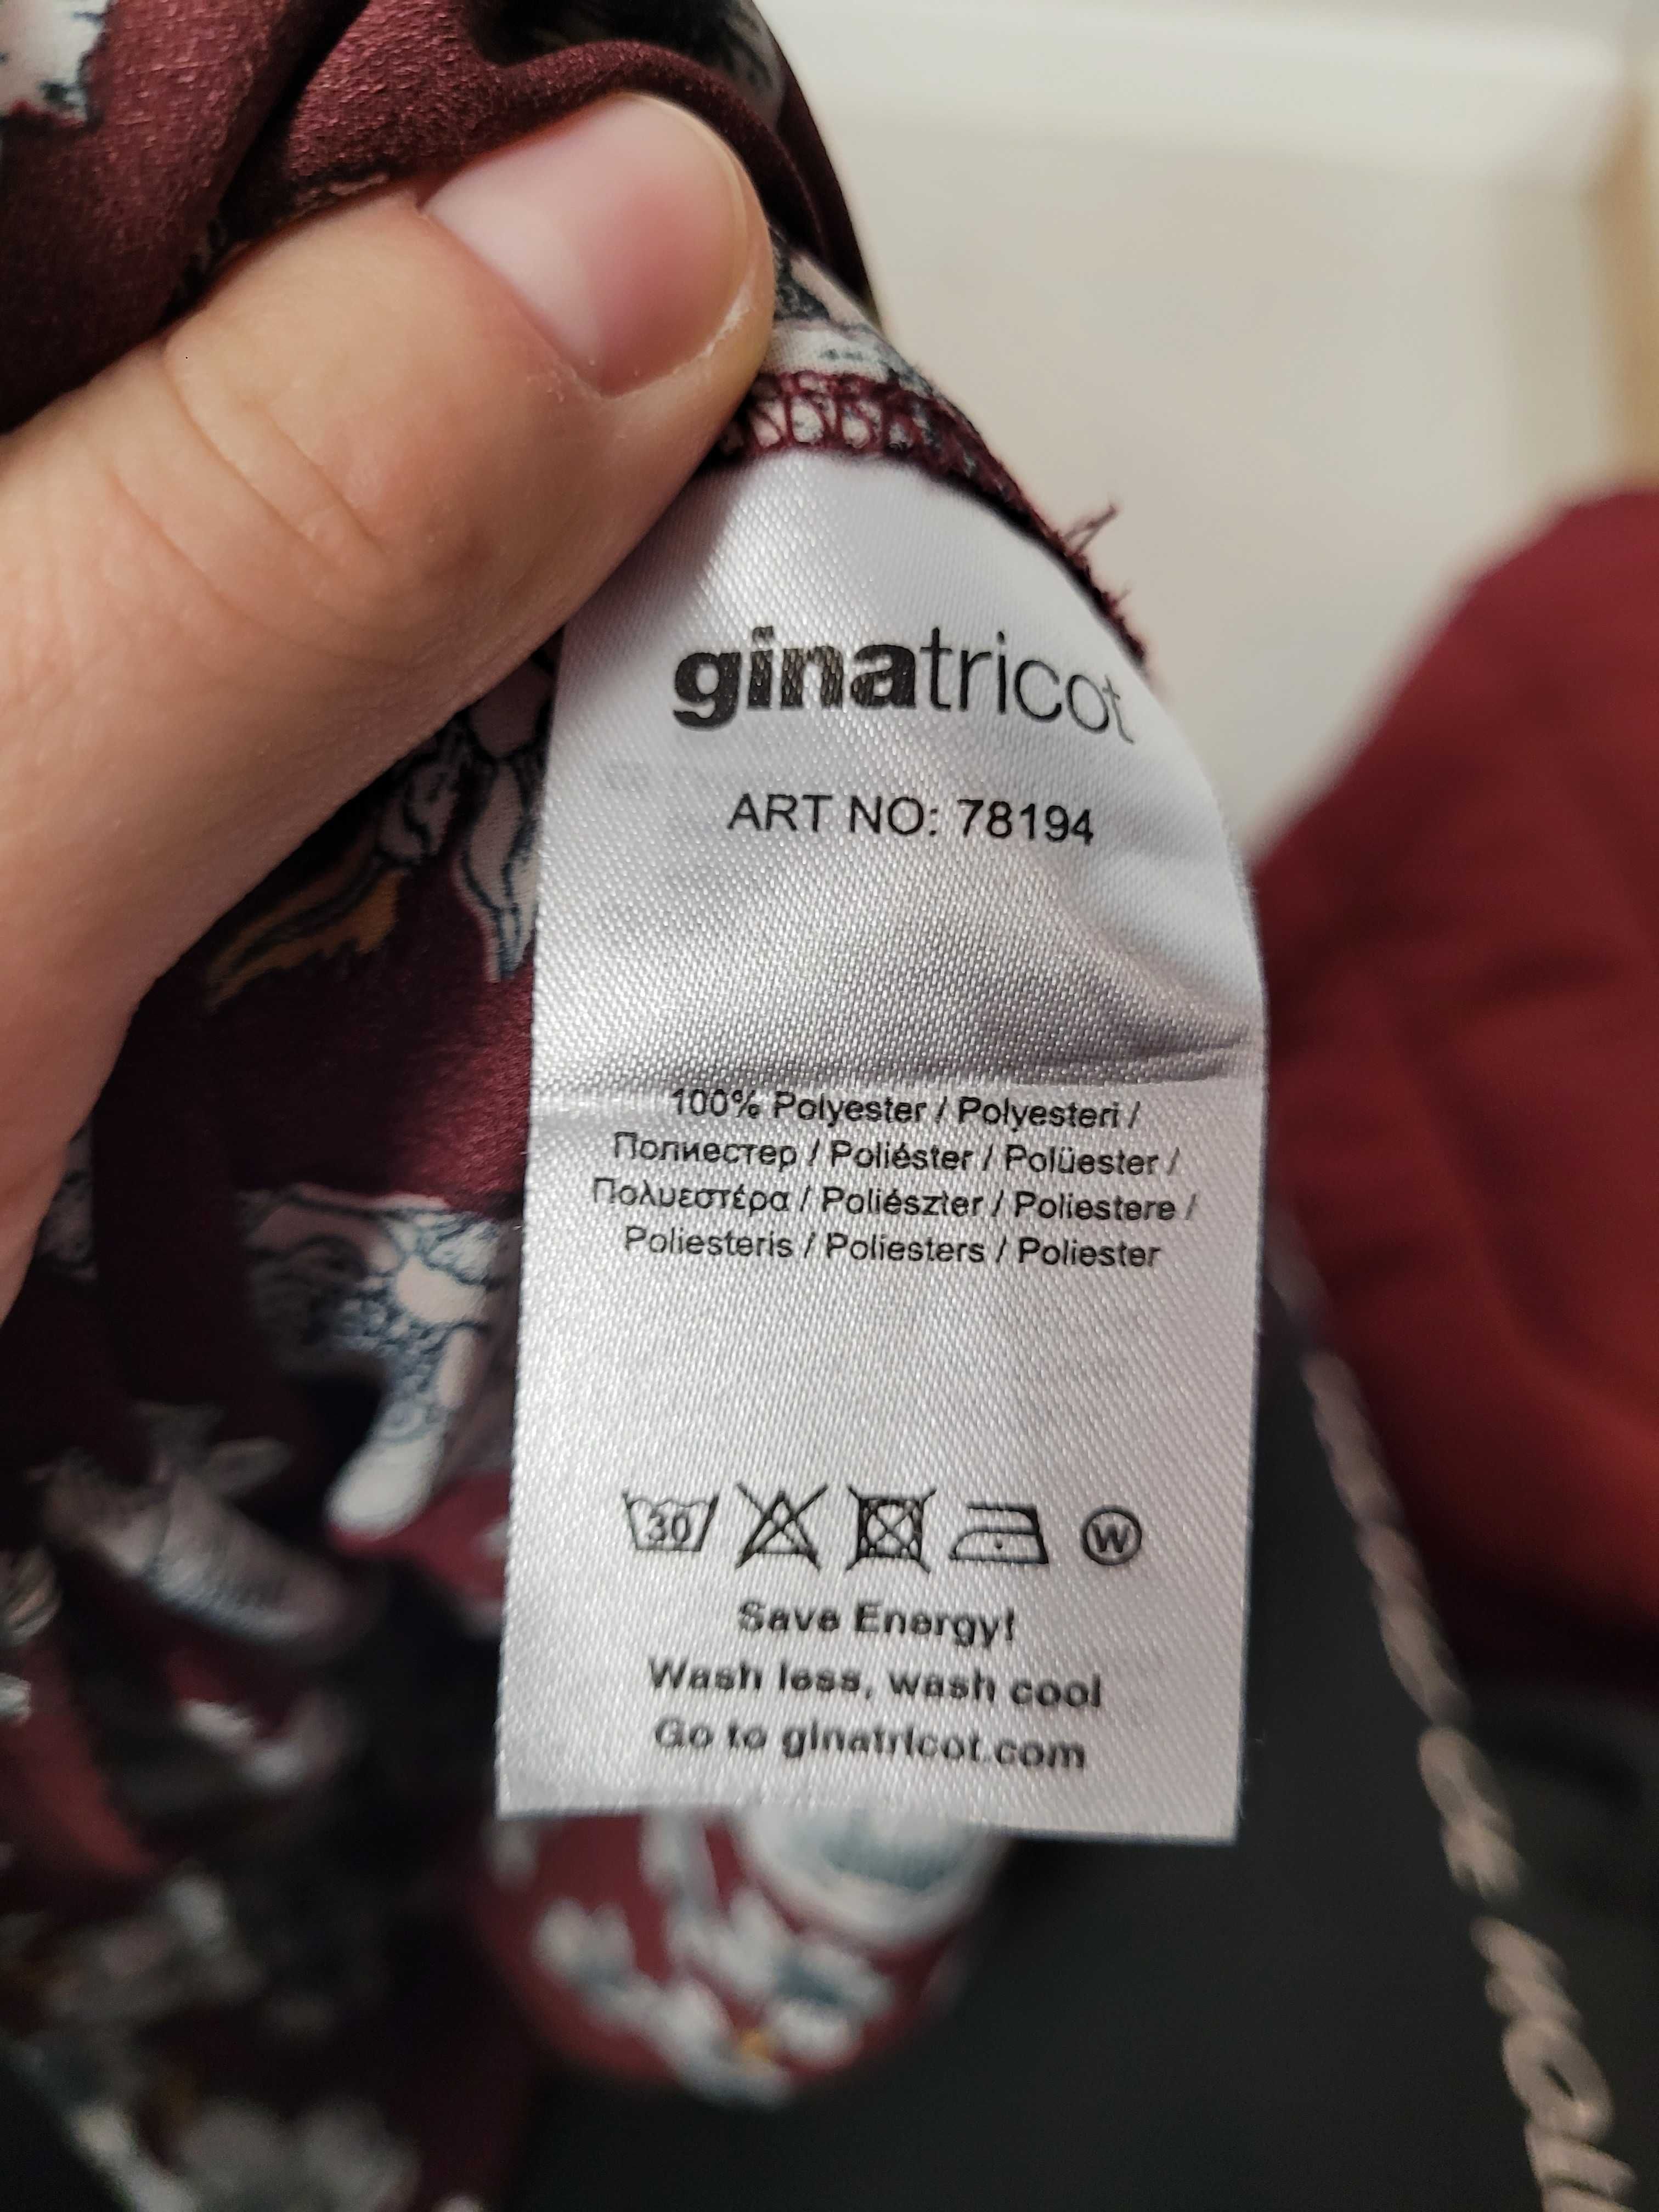 ginatricot
ART NO: 78194
100% Polyester / Polyesteri /
Полиестер / Poliéster / Polüester /
Πολυεστέρα / Poliészter / Poliestere /
Poliesteris / Poliesters / Poliester
30
W
Save Energy!
Wash less, wash cool
Go to ginatricot.com